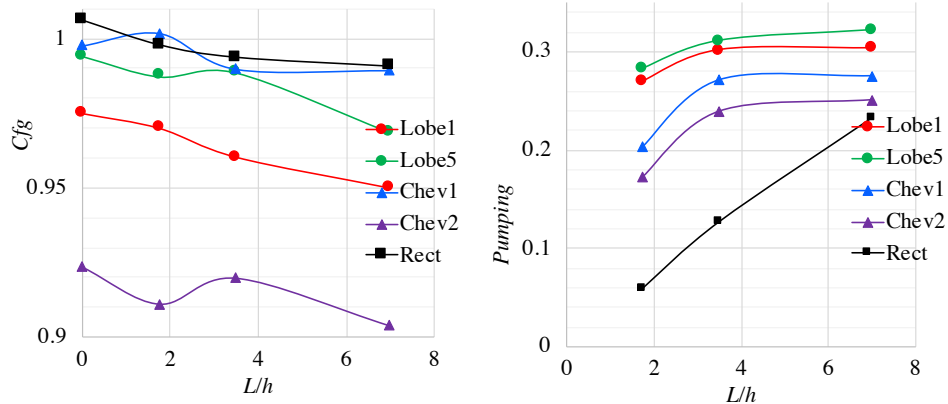 Cfg
1
0.95
0.9
0
2
4
6
8
L/h
Lobe1
Lobe5
Chev1
Chev2
Rect
Pumping
0.3
0.2
0.1
0
0
2
4
6
8
L/h
Lobe1
Lobe5
Chev1
Chev2
Rect